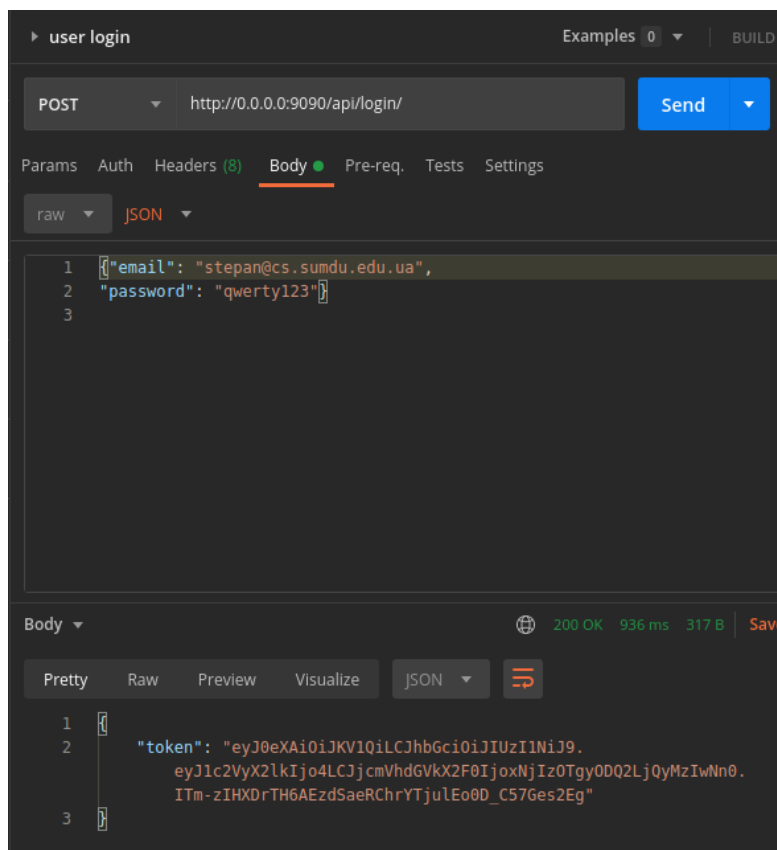 user login Examples 0 BUILD
POST http://0.0.0.0:9090/api/login/ Send
Params Auth Headers (8) Body Pre-req. Tests Settings
raw JSON
1 {"email": "stepan@cs.sumdu.edu.ua",
2 "password": "qwerty123"}
3
Body 200 OK 936 ms 317 B Save
Pretty Raw Preview Visualize JSON
1 {
2 "token": "eyJ0eXAiOiJKV1QiLCJhbGciOiJIUzI1NiJ9.
eyJ1c2VyX2lkIjo4LCJjcmVhdGVkX2F0IjoxNjIzOTgyODQ2LjQyMzIwNn0.
ITm-zIHXDrTH6AEzdSaeRChrYTjulEo0D_C57Ges2Eg"
3 }